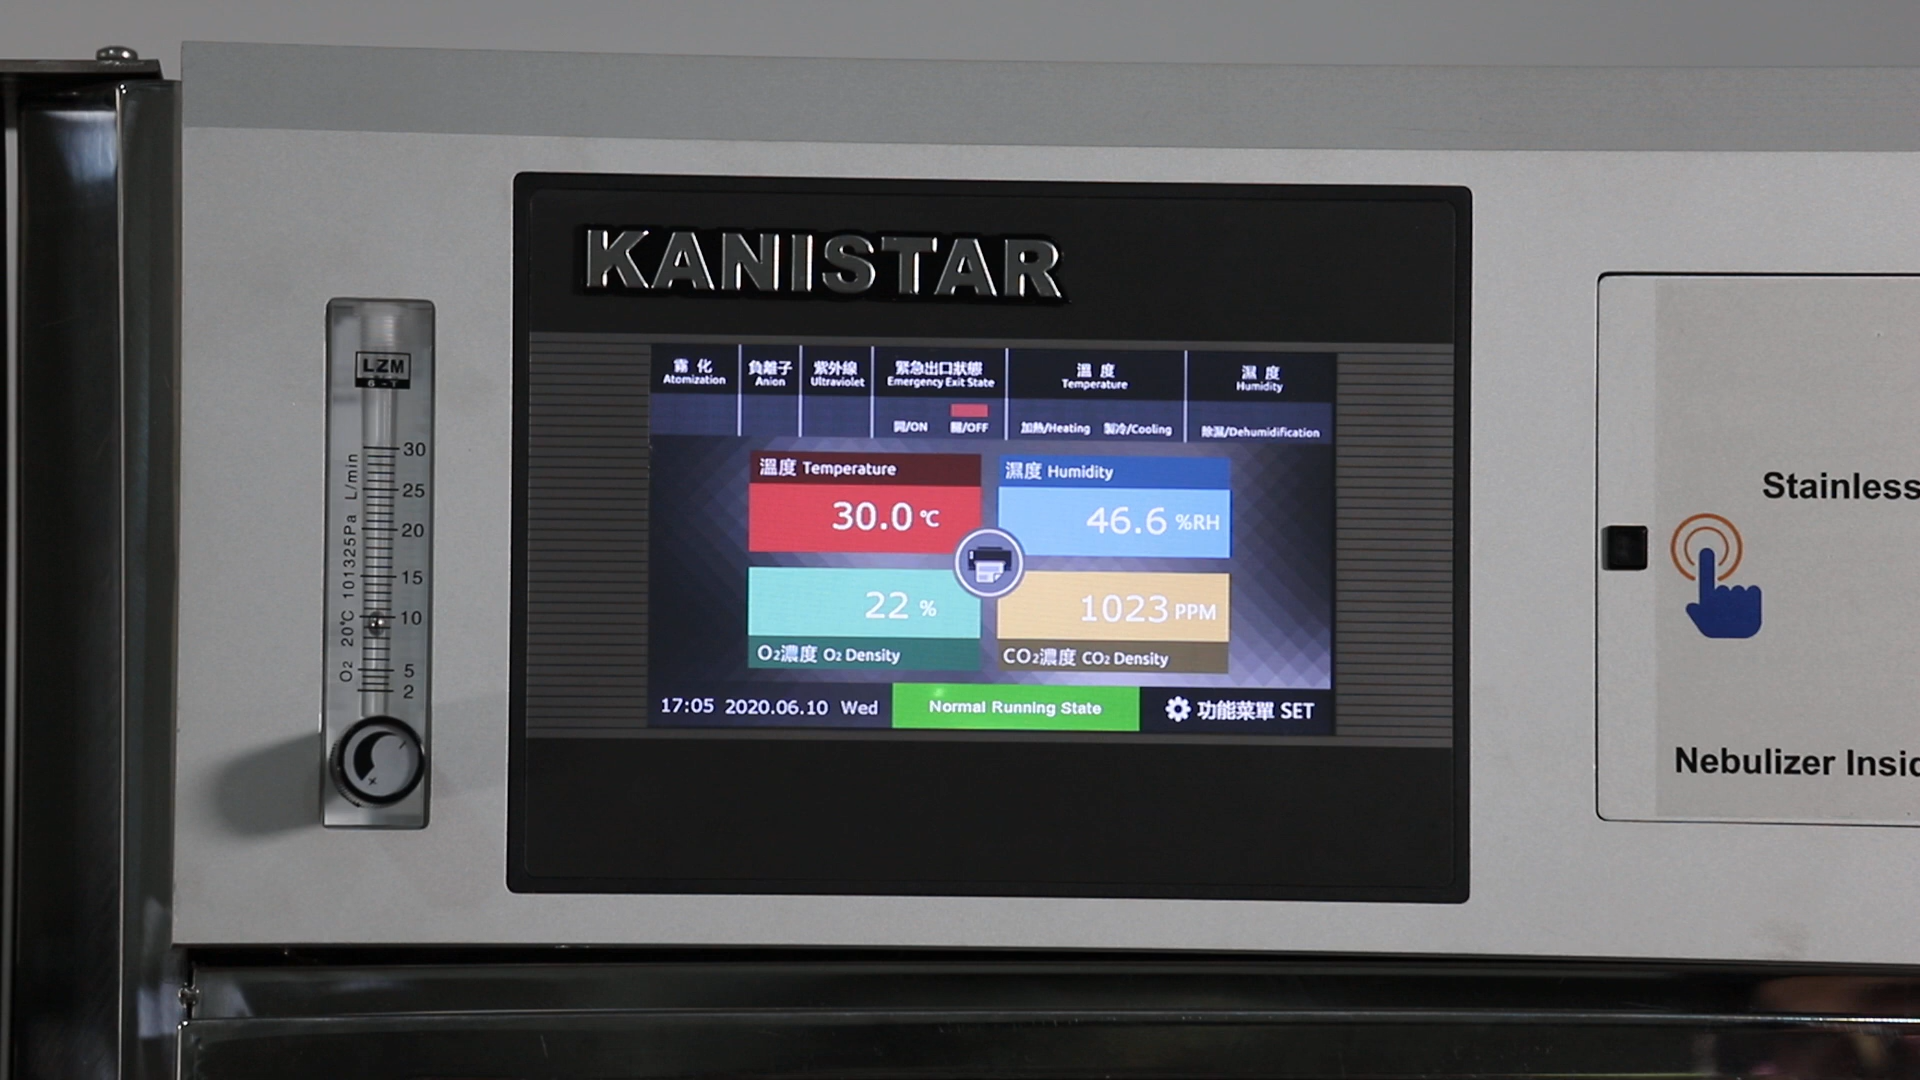 KANISTAR
LZM
6-T
30
25
20
15
10
5
2
O₂ 20℃ 101325Pa L/min
霧化
Atomization
負離子
Anion
紫外線
Ultraviolet
緊急出口狀態
Emergency Exit State
開/ON 關/OFF
溫度
Temperature
加熱/Heating 製冷/Cooling
濕度
Humidity
除濕/Dehumidification
溫度 Temperature
30.0 ℃
濕度 Humidity
46.6 %RH
22 %
O₂濃度 O₂ Density
1023 PPM
CO₂濃度 CO₂ Density
17:05 2020.06.10 Wed
Normal Running State
功能菜單 SET
Stainless
Nebulizer Insid